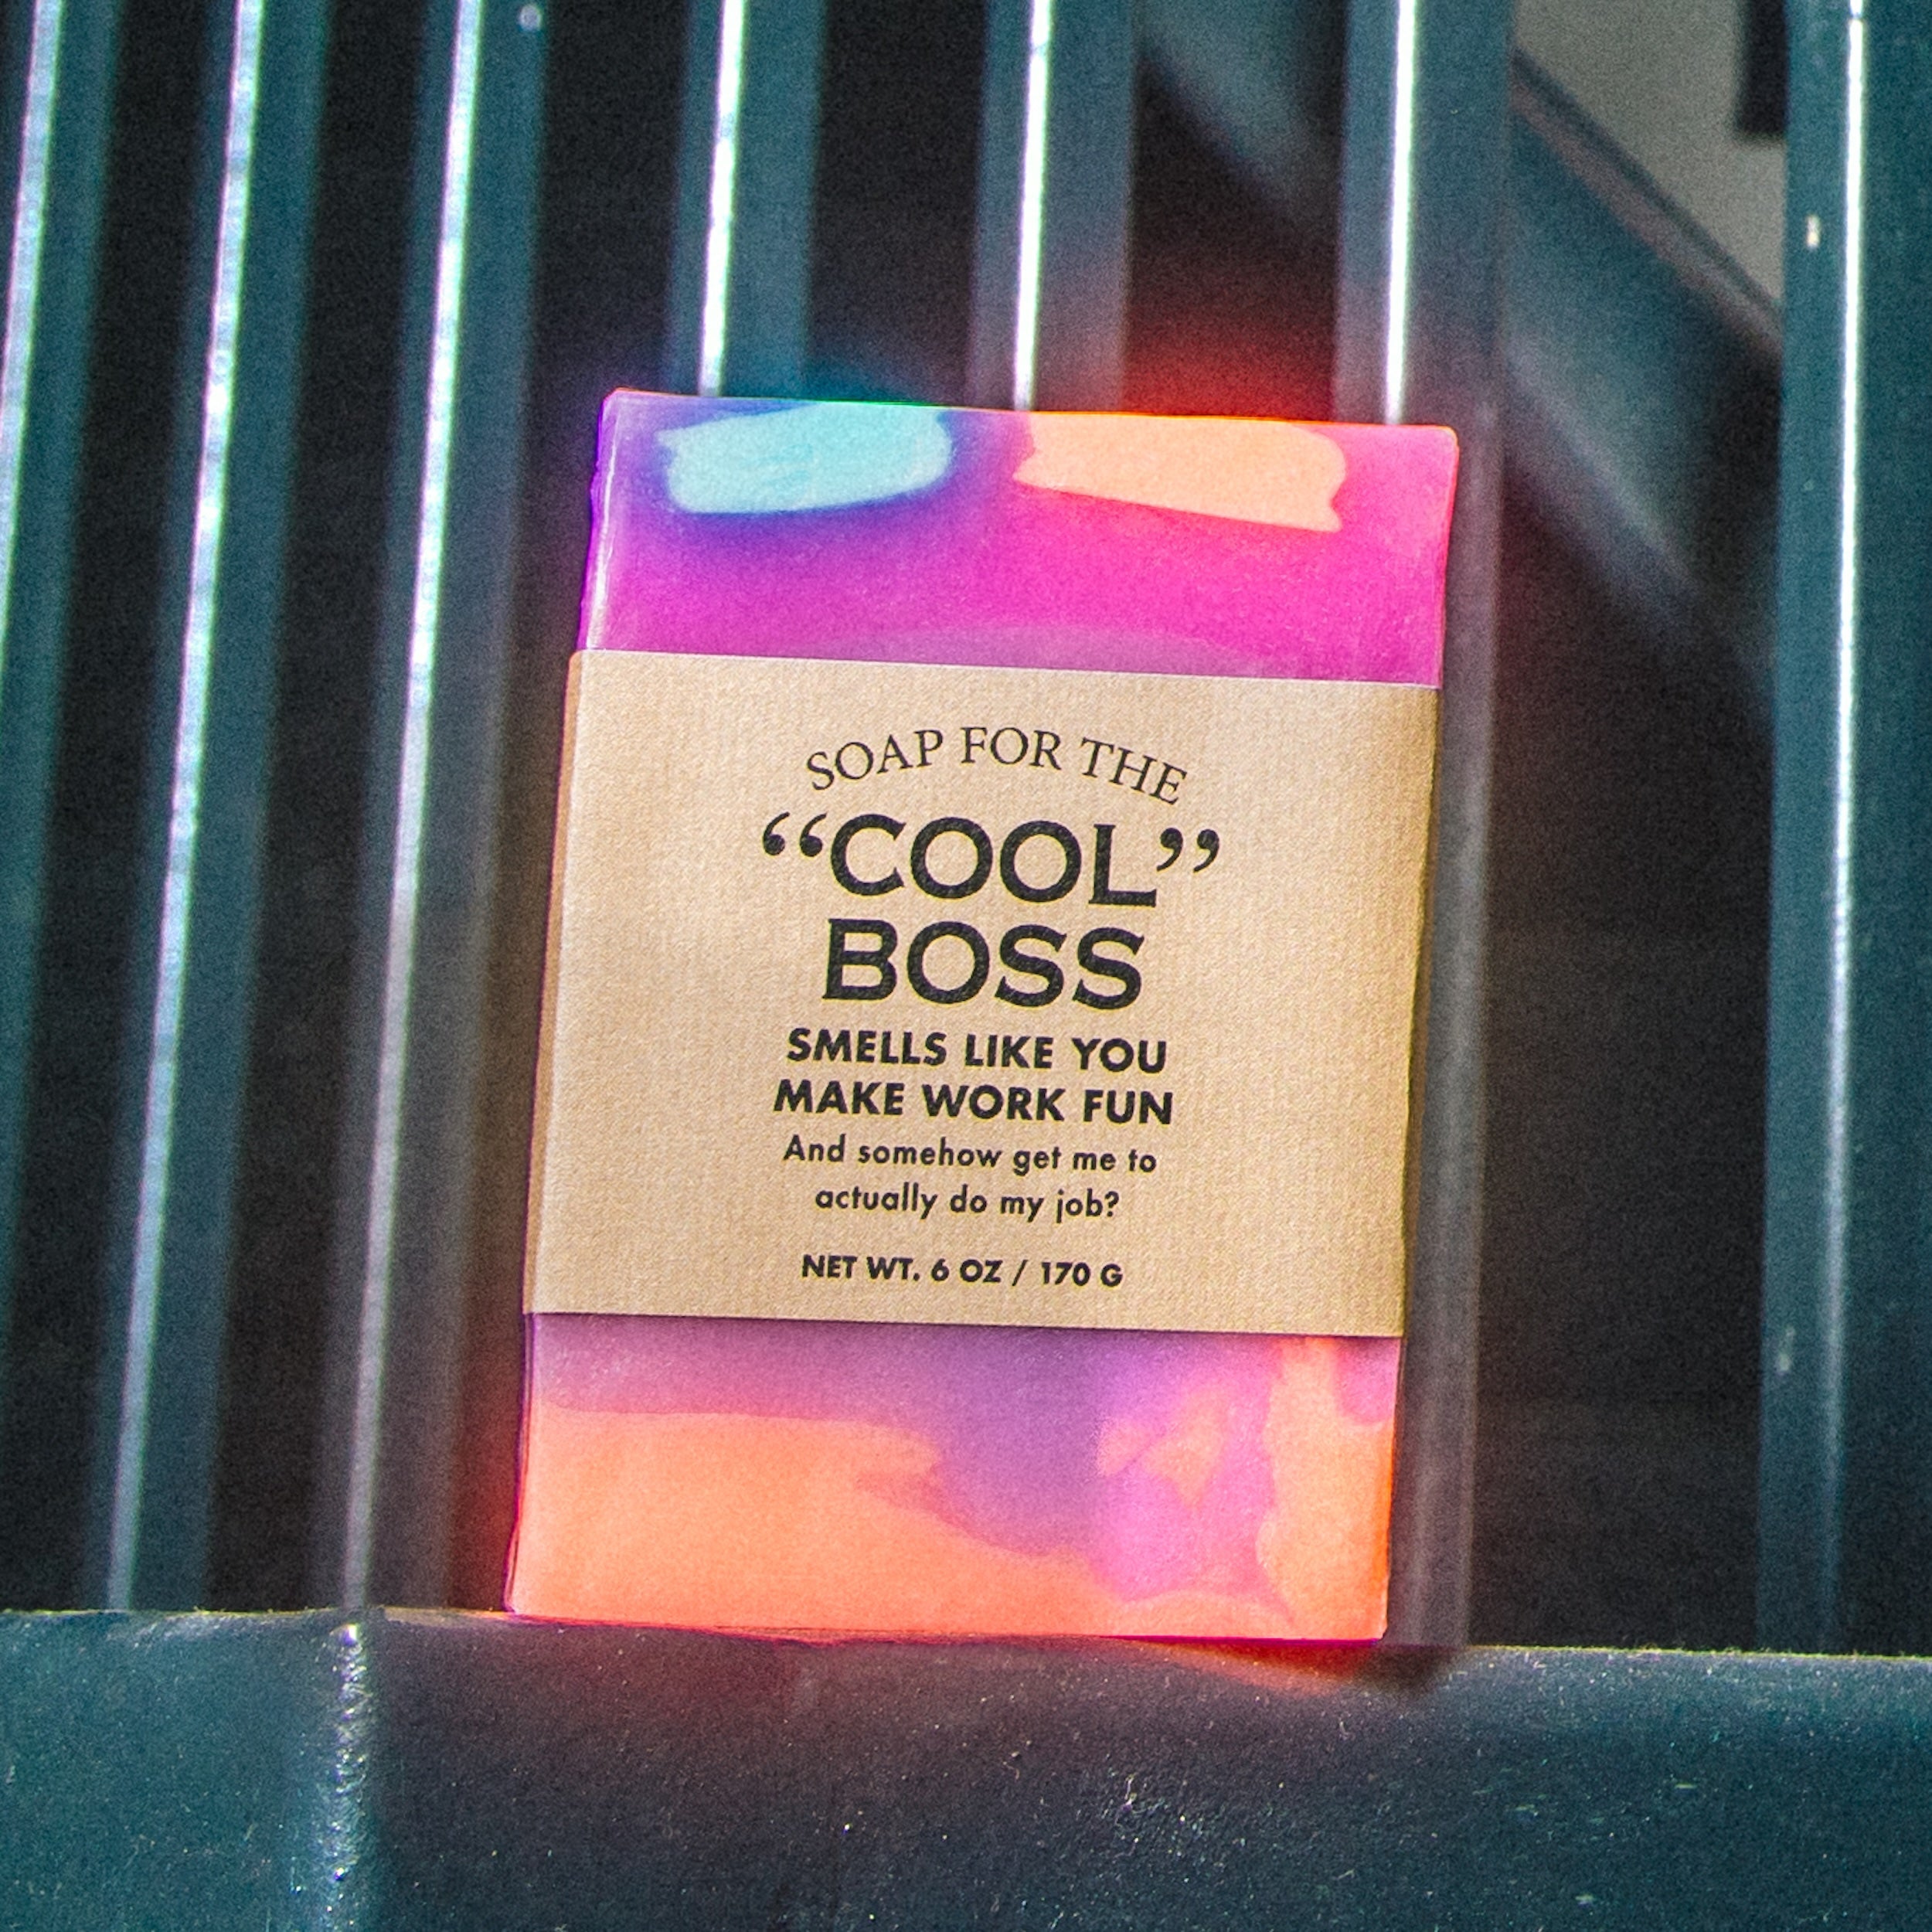 SOAP FOR THE
“COOL”
BOSS
SMELLS LIKE YOU
MAKE WORK FUN
And somehow get me to
actually do my job?
NET WT. 6 OZ / 170 G